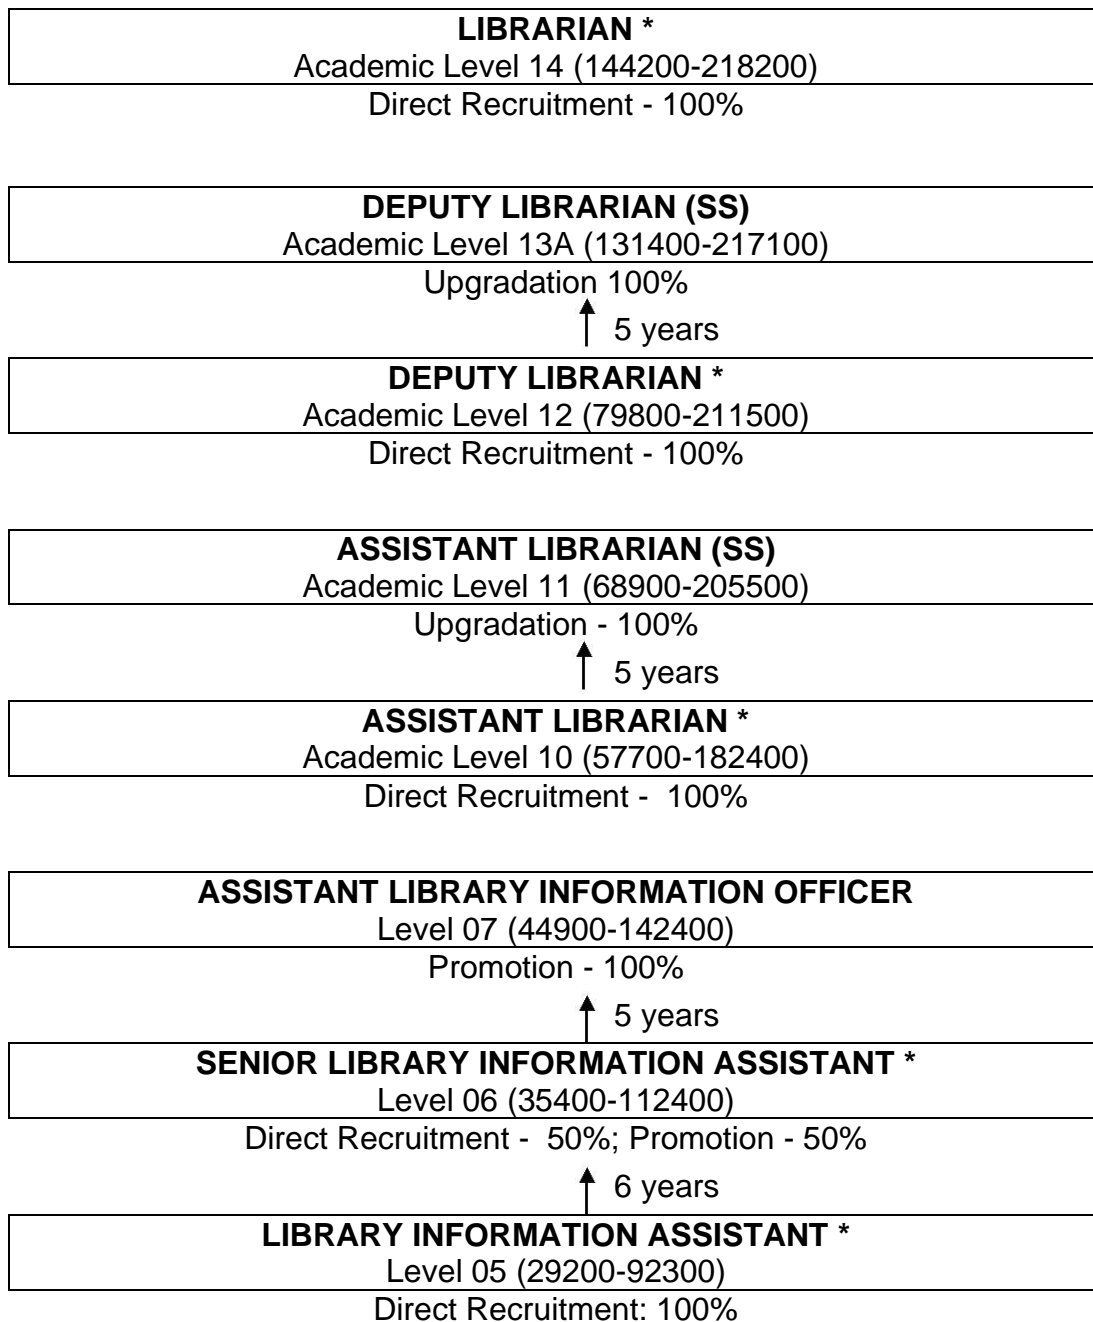 LIBRARIAN *
Academic Level 14 (144200-218200)
Direct Recruitment - 100%
DEPUTY LIBRARIAN (SS)
Academic Level 13A (131400-217100)
Upgradation 100%
5 years
DEPUTY LIBRARIAN *
Academic Level 12 (79800-211500)
Direct Recruitment - 100%
ASSISTANT LIBRARIAN (SS)
Academic Level 11 (68900-205500)
Upgradation - 100%
5 years
ASSISTANT LIBRARIAN *
Academic Level 10 (57700-182400)
Direct Recruitment - 100%
ASSISTANT LIBRARY INFORMATION OFFICER
Level 07 (44900-142400)
Promotion - 100%
5 years
SENIOR LIBRARY INFORMATION ASSISTANT *
Level 06 (35400-112400)
Direct Recruitment - 50%; Promotion - 50%
6 years
LIBRARY INFORMATION ASSISTANT *
Level 05 (29200-92300)
Direct Recruitment: 100%